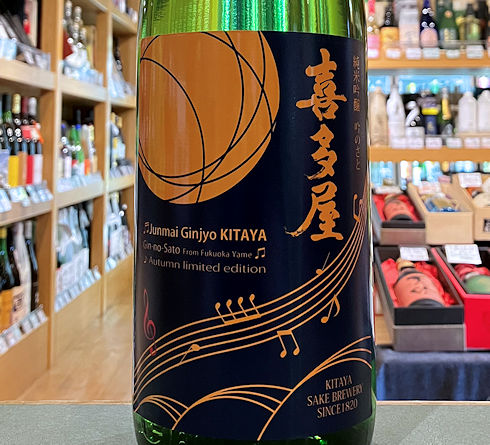 純米吟醸 吟のさと
喜多屋
Junmai Ginjyo KITAYA
Gin-no-Sato From Fukuoka Yame
Autumn limited edition
KITAYA
SAKE BREWERY
SINCE1820